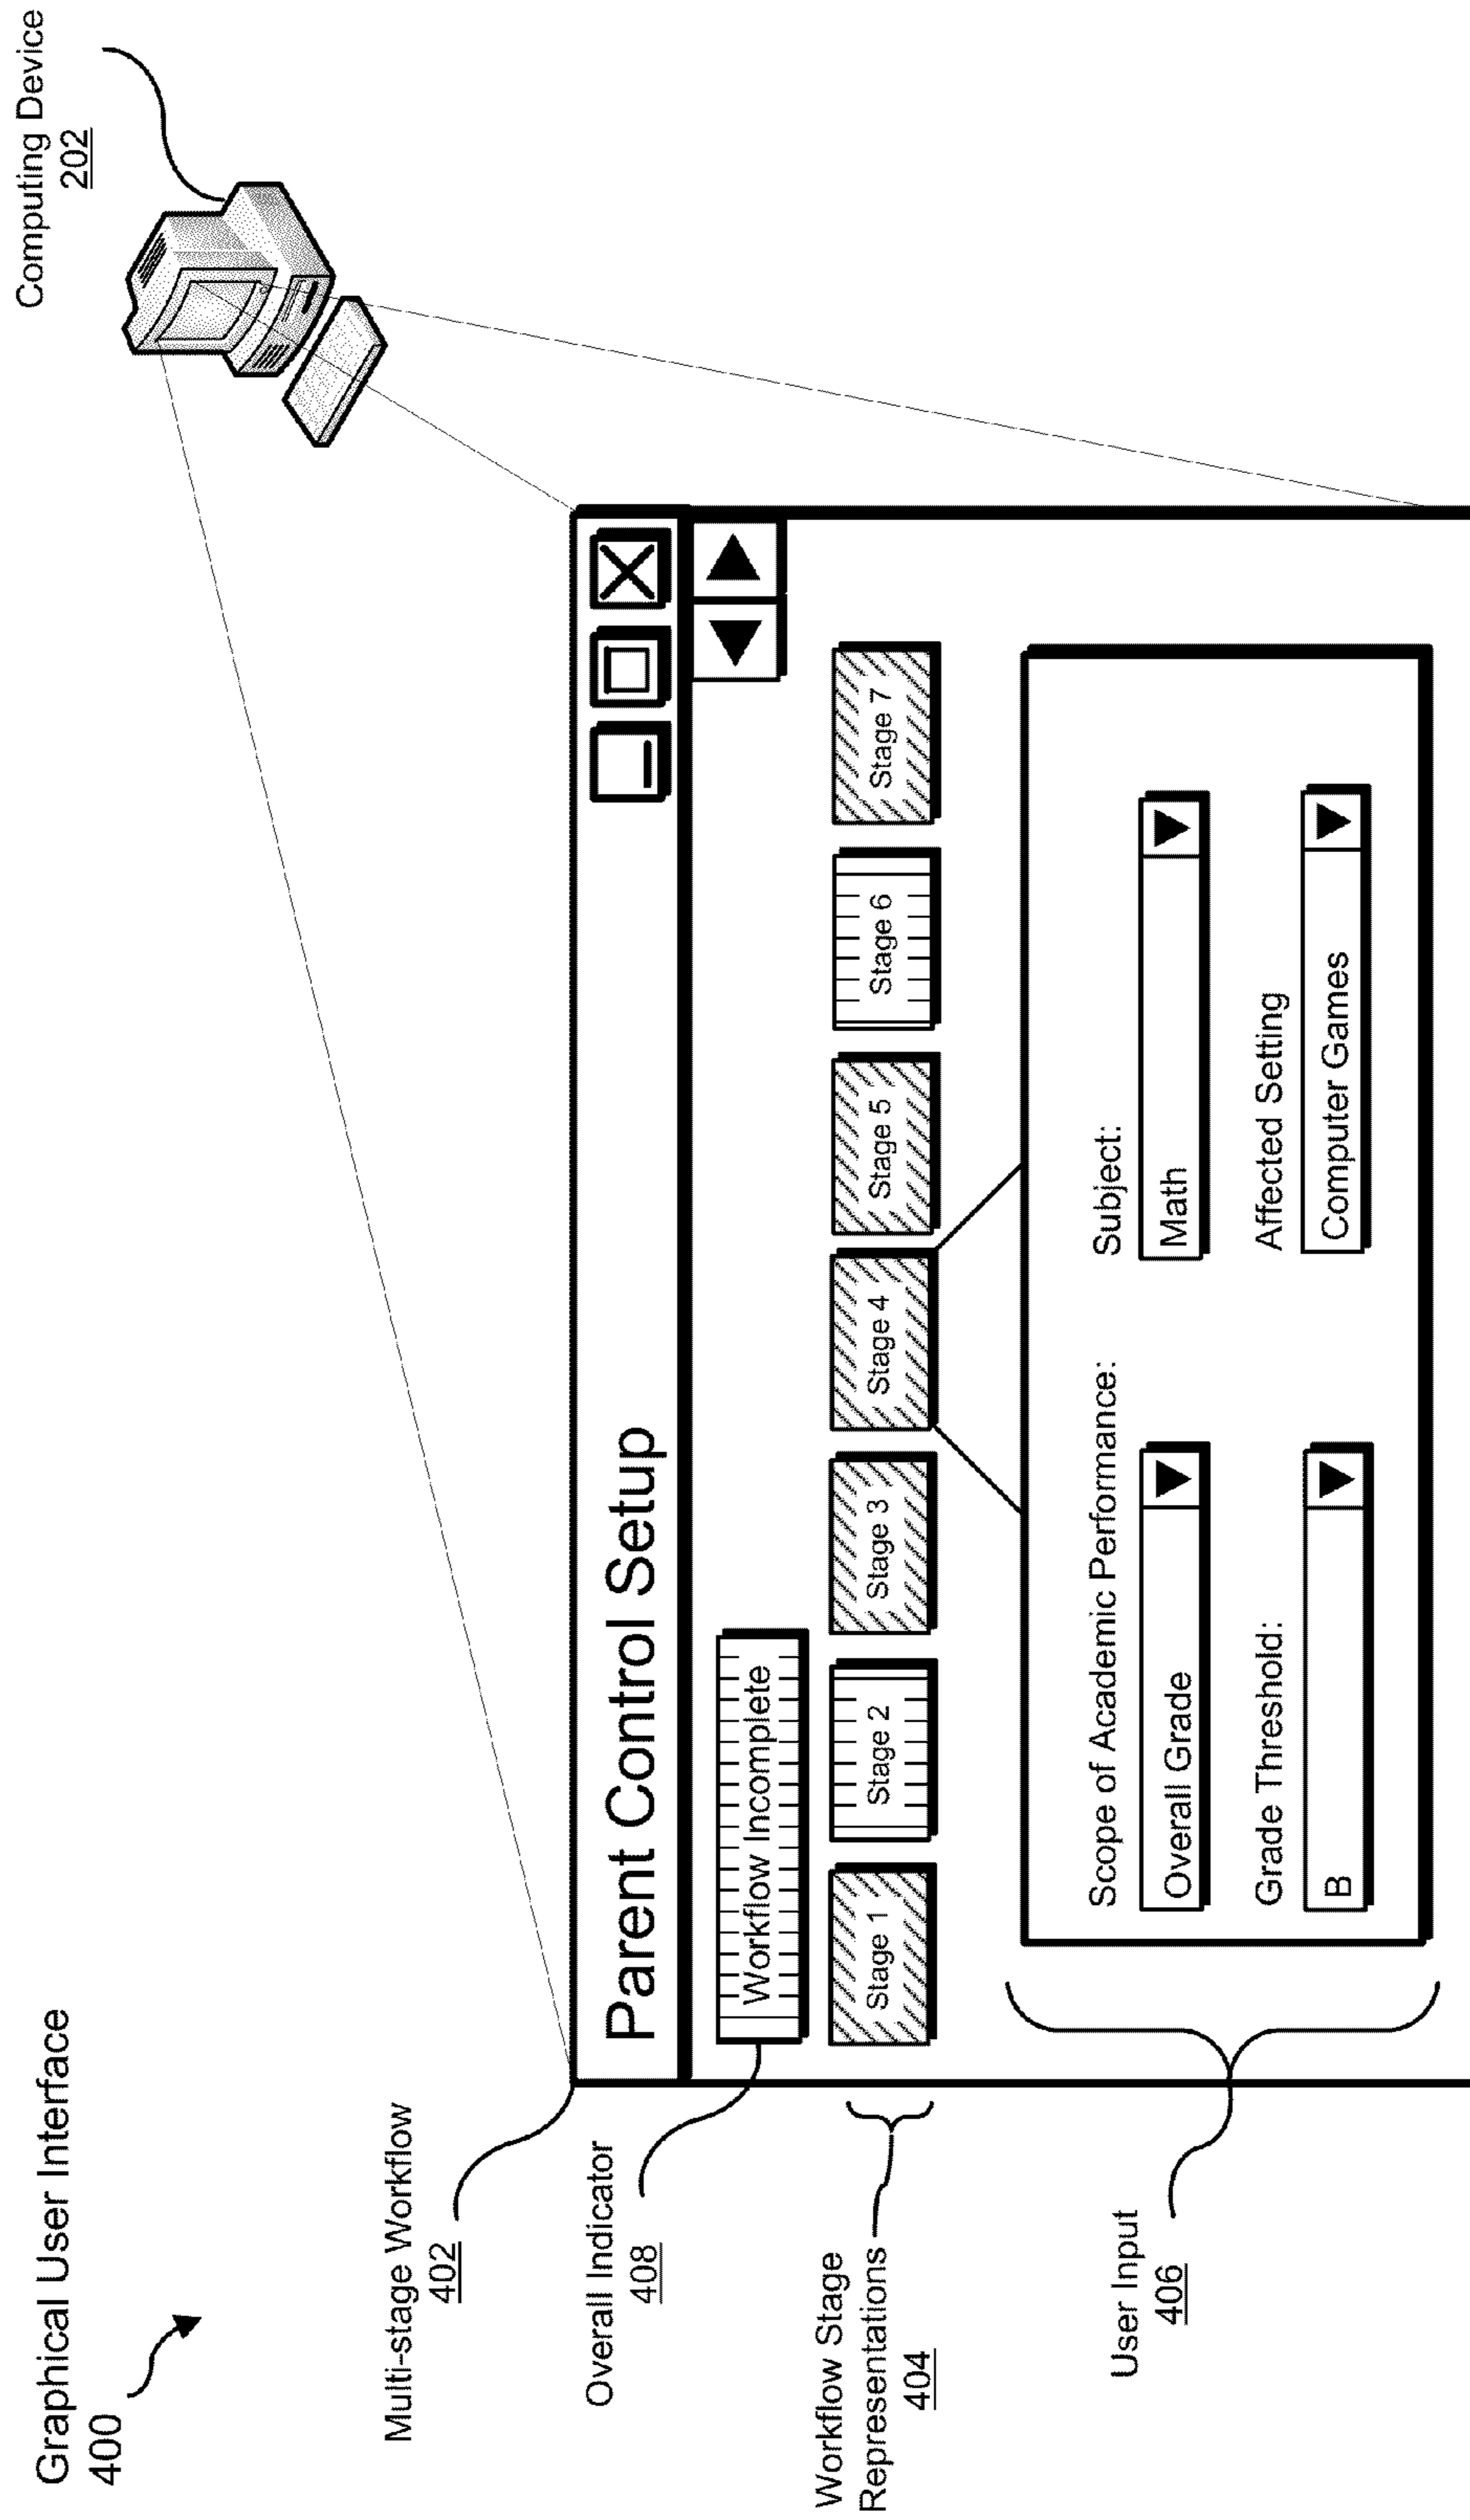 Graphical User Interface
400
Computing Device
202
Multi-stage Workflow
402
Parent Control Setup
Overall Indicator
408
Workflow Incomplete
Workflow Stage
Representations
404
Stage 1
Stage 2
Stage 3
Stage 4
Stage 5
Stage 6
Stage 7
User Input
406
Scope of Academic Performance:
Subject:
Overall Grade
Math
Grade Threshold:
Affected Setting
B
Computer Games